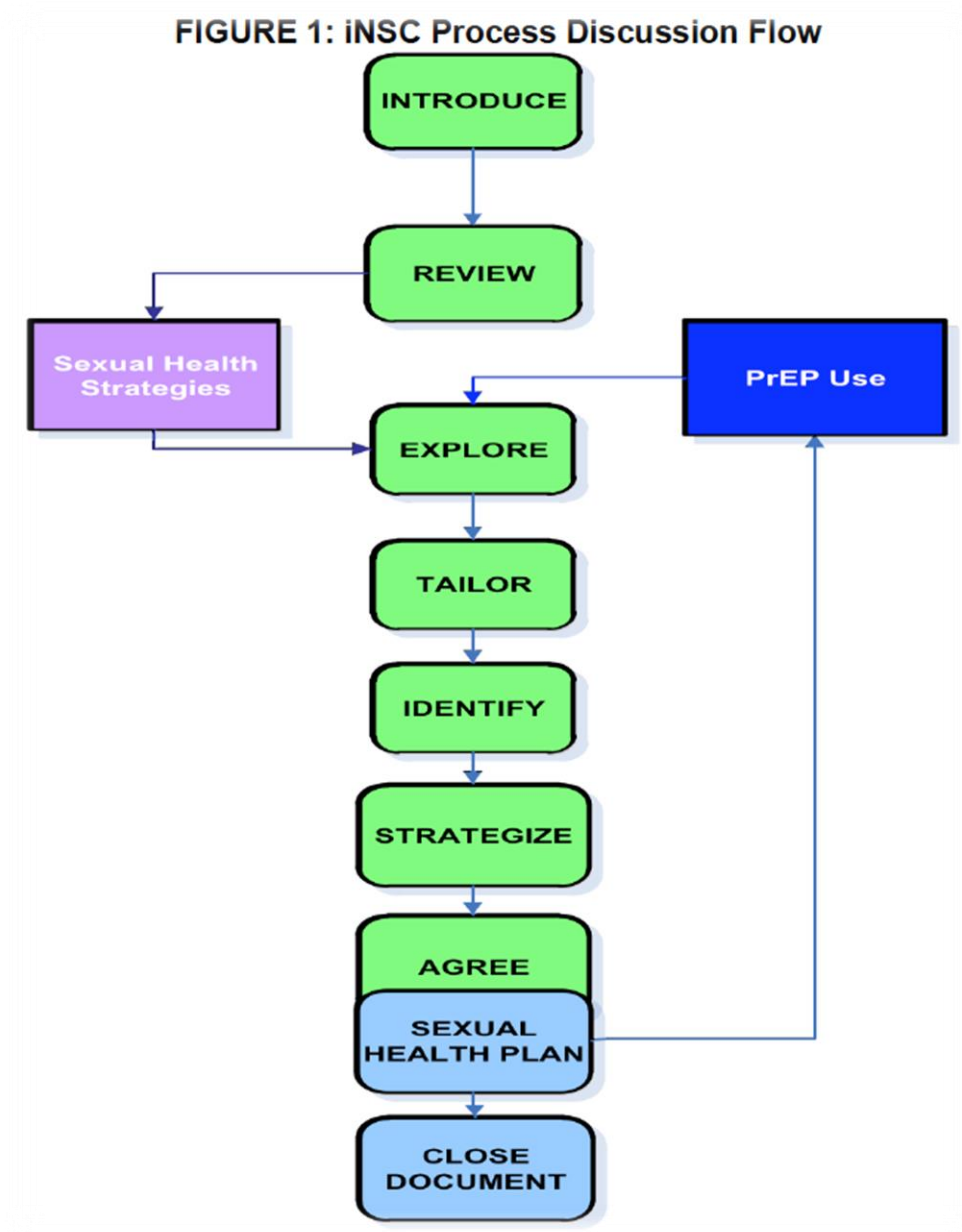 FIGURE 1: iNSC Process Discussion Flow
INTRODUCE
REVIEW
Sexual Health
Strategies
PrEP Use
EXPLORE
TAILOR
IDENTIFY
STRATEGIZE
AGREE
SEXUAL
HEALTH PLAN
CLOSE
DOCUMENT